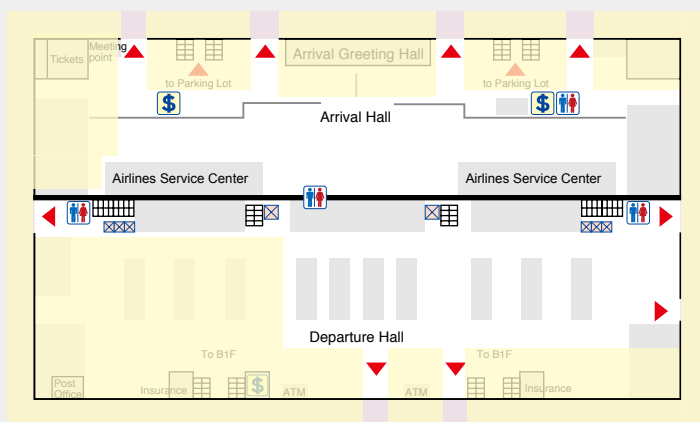 Tickets
Meeting
point
Arrival Greeting Hall
to Parking Lot
to Parking Lot
$
$
Arrival Hall
Airlines Service Center
Airlines Service Center
Departure Hall
To B1F
To B1F
Post
Office
Insurance
$
ATM
ATM
Insurance